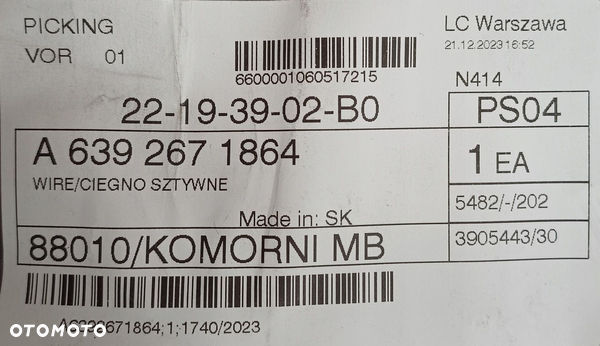 PICKING
LC Warszawa
21.12.2023 16:52
VOR 01
6600001060517215
N414
22-19-39-02-B0
PS04
A 639 267 1864
1 EA
WIRE/CIEGNO SZTYWNE
5482/-/202
Made in: SK
88010/KOMORNI MB
3905443/30
A6392671864;1;1740/2023
OTOMOTO